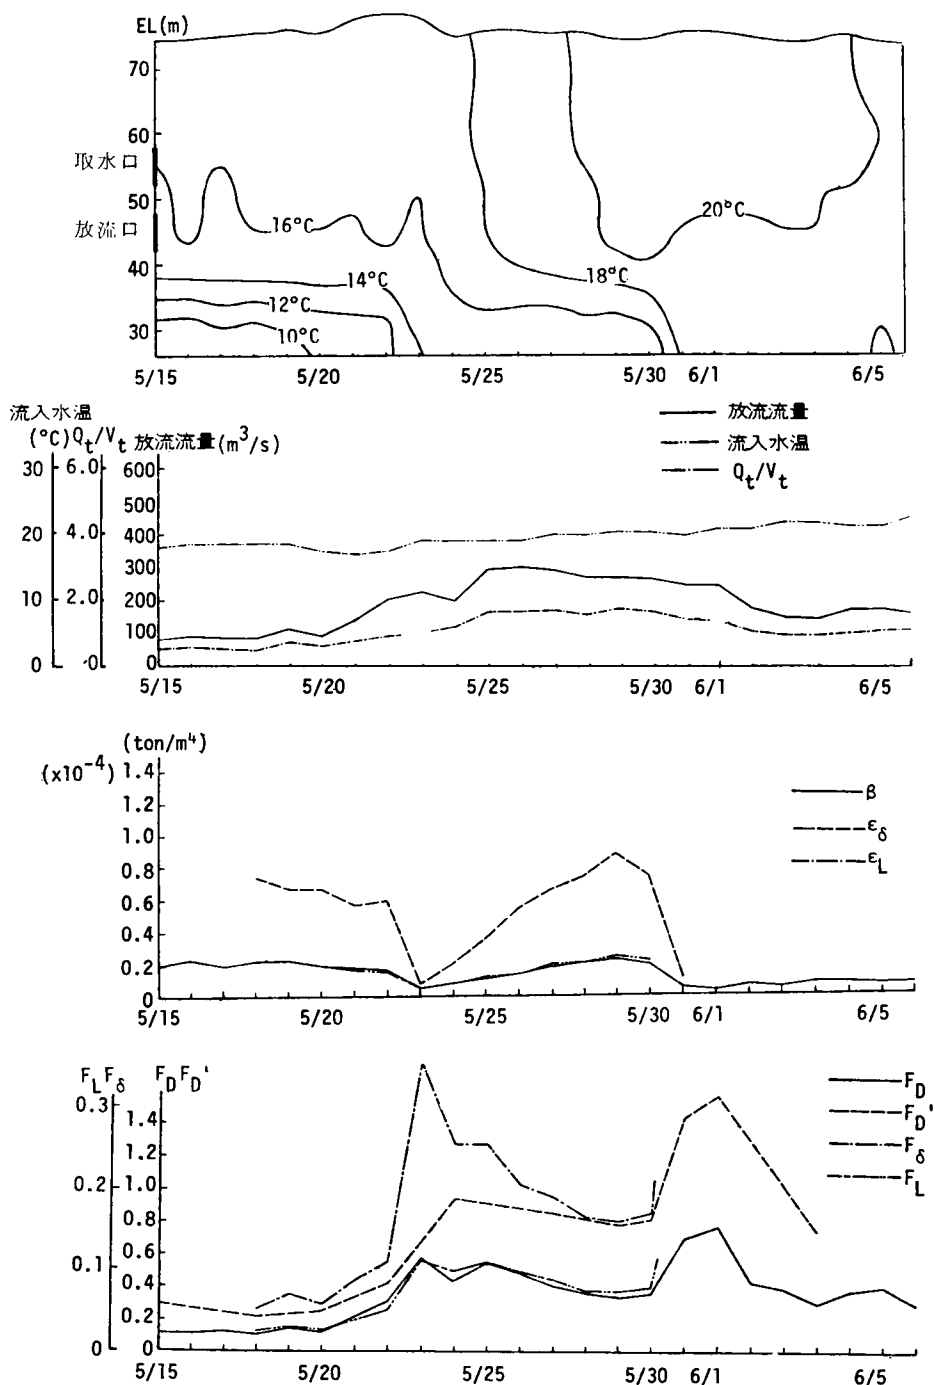 EL(m)
70
60
取水口
50
放流口
40
30
16°C
14°C
12°C
10°C
18°C
20°C
5/15 5/20 5/25 5/30 6/1 6/5
流入水温
(°C) Qt/Vt 放流流量(m³/s)
放流流量
流入水温
Qt/Vt
30 6.0 600
500
20 4.0 400
300
10 2.0 200
100
0 .0 0
5/15 5/20 5/25 5/30 6/1 6/5
(ton/m⁴)
(x10⁻⁴) 1.4
1.2
1.0
0.8
0.6
0.4
0.2
0
β
εδ
εL
5/15 5/20 5/25 5/30 6/1 6/5
FL Fδ FD FD'
0.3 1.4
1.2
0.2 1.0
0.8
0.1 0.6
0.4
0.2
0 0
FD
FD'
Fδ
FL
5/15 5/20 5/25 5/30 6/1 6/5